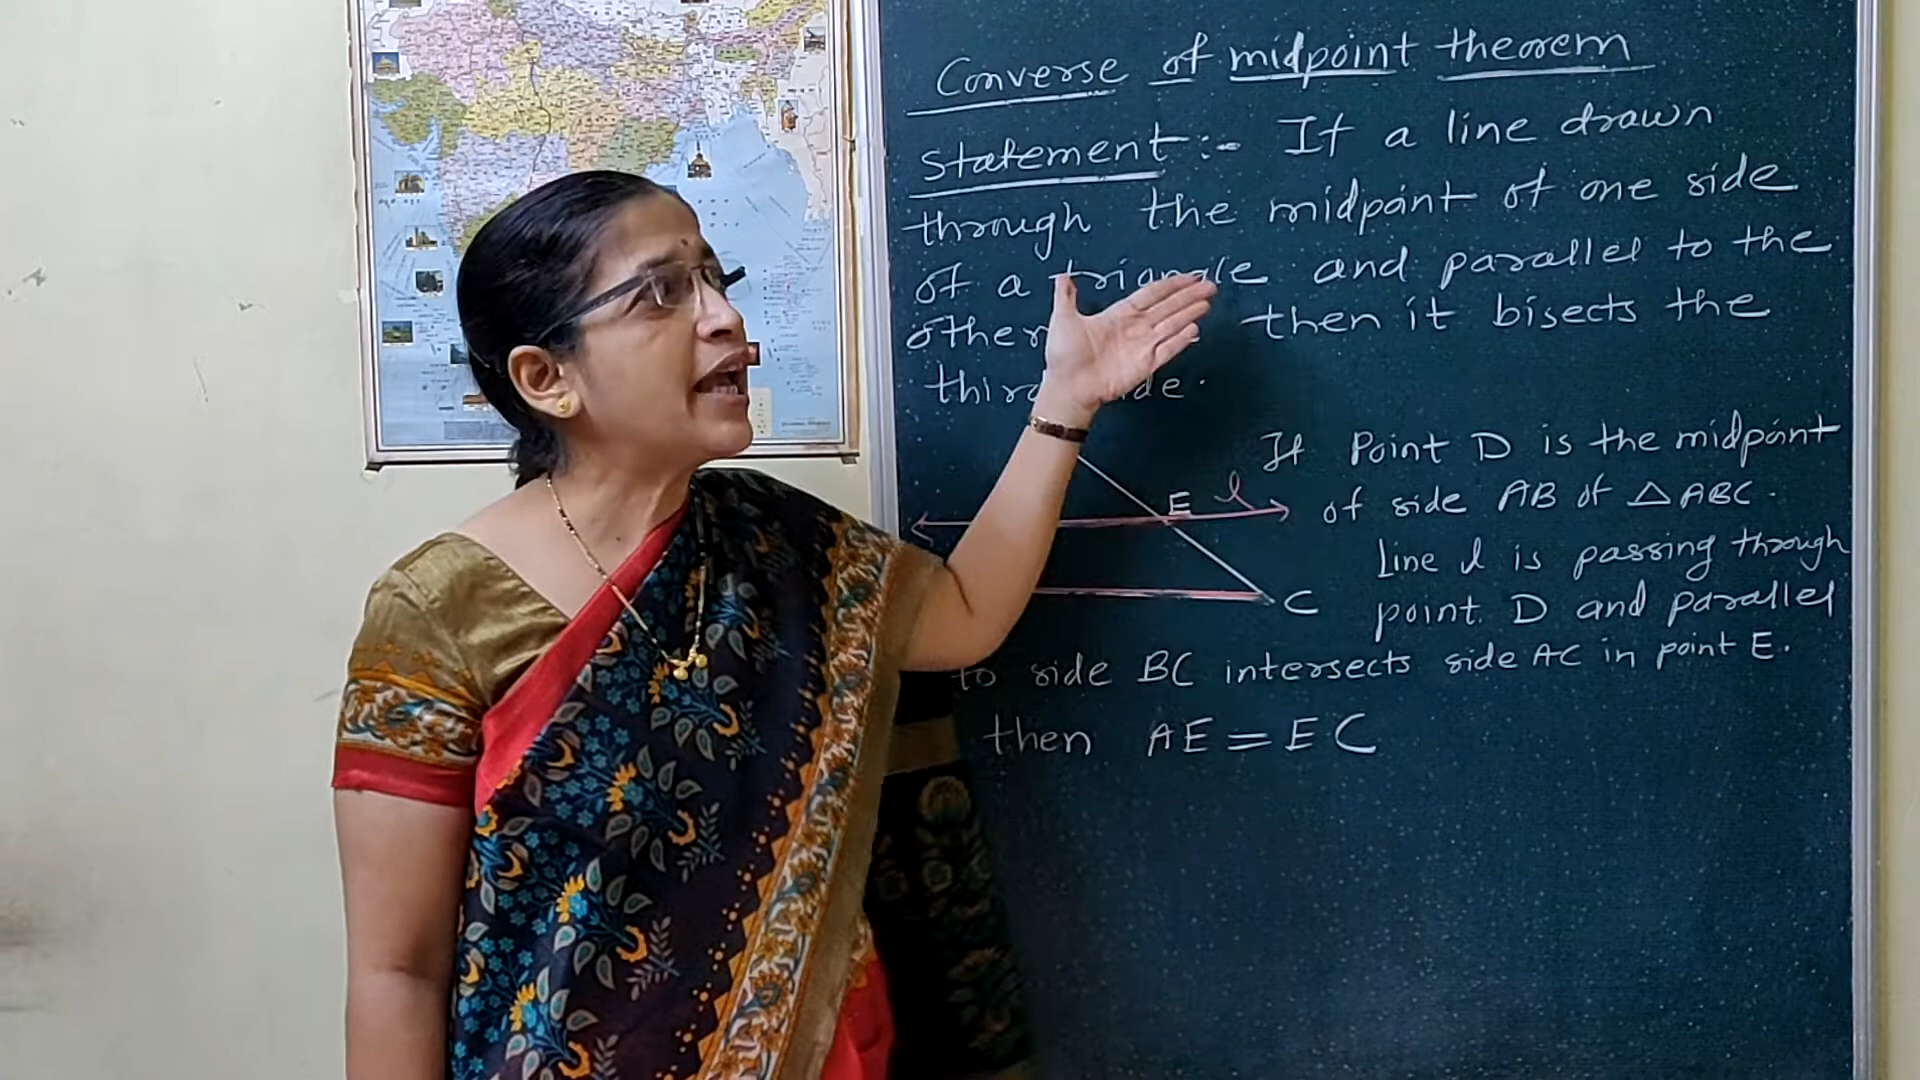 Converse of midpoint theorem
Statement :- If a line drawn
through the midpoint of one side
of a triangle and parallel to the
other then it bisects the
third
E l
C
If Point D is the midpoint
of side AB of △ABC.
Line l is passing through
point D and parallel
to side BC intersects side AC in point E.
then AE = EC